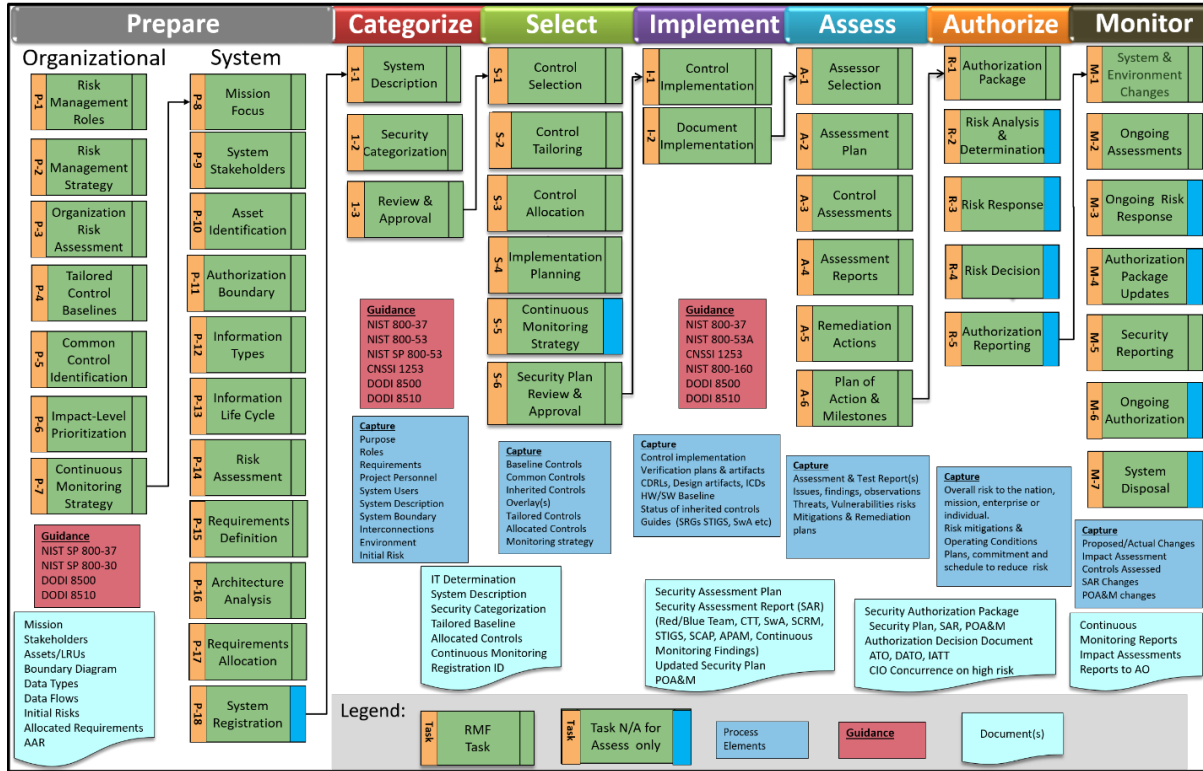 Prepare
Categorize
Select
Implement
Assess
Authorize
Monitor
Organizational
System
P-1
Risk
Management
Roles
P-2
Risk
Management
Strategy
P-3
Organization
Risk
Assessment
P-4
Tailored
Control
Baselines
P-5
Common
Control
Identification
P-6
Impact-Level
Prioritization
P-7
Continuous
Monitoring
Strategy
Guidance
NIST SP 800-37
NIST SP 800-30
DODI 8500
DODI 8510
Mission
Stakeholders
Assets/LRUs
Boundary Diagram
Data Types
Data Flows
Initial Risks
Allocated Requirements
AAR
P-8
Mission
Focus
P-9
System
Stakeholders
P-10
Asset
Identification
P-11
Authorization
Boundary
P-12
Information
Types
P-13
Information
Life Cycle
P-14
Risk
Assessment
P-15
Requirements
Definition
P-16
Architecture
Analysis
P-17
Requirements
Allocation
P-18
System
Registration
1-1
System
Description
1-2
Security
Categorization
1-3
Review &
Approval
Guidance
NIST 800-37
NIST 800-53
NIST SP 800-53
CNSSI 1253
DODI 8500
DODI 8510
Capture
Purpose
Roles
Requirements
Project Personnel
System Users
System Description
System Boundary
Interconnections
Environment
Initial Risk
S-1
Control
Selection
S-2
Control
Tailoring
S-3
Control
Allocation
S-4
Implementation
Planning
S-5
Continuous
Monitoring
Strategy
S-6
Security Plan
Review &
Approval
Capture
Baseline Controls
Common Controls
Inherited Controls
Overlay(s)
Tailored Controls
Allocated Controls
Monitoring strategy
IT Determination
System Description
Security Categorization
Tailored Baseline
Allocated Controls
Continuous Monitoring
Registration ID
I-1
Control
Implementation
I-2
Document
Implementation
Guidance
NIST 800-37
NIST 800-53A
CNSSI 1253
NIST 800-160
DODI 8500
DODI 8510
Capture
Control implementation
Verification plans & artifacts
CDRLs, Design artifacts, ICDs
HW/SW Baseline
Status of inherited controls
Guides (SRGs STIGS, SwA etc)
Security Assessment Plan
Security Assessment Report (SAR)
(Red/Blue Team, CTT, SwA, SCRM,
STIGS, SCAP, APAM, Continuous
Monitoring Findings)
Updated Security Plan
POA&M
A-1
Assessor
Selection
A-2
Assessment
Plan
A-3
Control
Assessments
A-4
Assessment
Reports
A-5
Remediation
Actions
A-6
Plan of
Action &
Milestones
Capture
Assessment & Test Report(s)
Issues, findings, observations
Threats, Vulnerabilities risks
Mitigations & Remediation
plans
R-1
Authorization
Package
R-2
Risk Analysis
&
Determination
R-3
Risk Response
R-4
Risk Decision
R-5
Authorization
Reporting
Capture
Overall risk to the nation,
mission, enterprise or
individual.
Risk mitigations &
Operating Conditions
Plans, commitment and
schedule to reduce risk
Security Authorization Package
Security Plan, SAR, POA&M
Authorization Decision Document
ATO, DATO, IATT
CIO Concurrence on high risk
M-1
System &
Environment
Changes
M-2
Ongoing
Assessments
M-3
Ongoing Risk
Response
M-4
Authorization
Package
Updates
M-5
Security
Reporting
M-6
Ongoing
Authorization
M-7
System
Disposal
Capture
Proposed/Actual Changes
Impact Assessment
Controls Assessed
SAR Changes
POA&M changes
Continuous
Monitoring Reports
Impact Assessments
Reports to AO
Legend:
Task
RMF
Task
Task
Task N/A for
Assess only
Process
Elements
Guidance
Document(s)